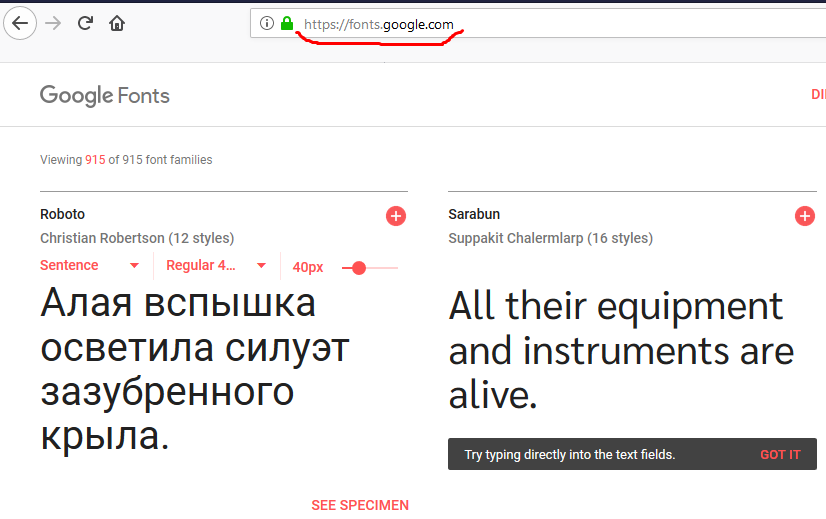 https://fonts.google.com
Google Fonts
DI
Viewing 915 of 915 font families
Roboto
Christian Robertson (12 styles)
Sentence Regular 4... 40px
Алая вспышка
осветила силуэт
зазубренного
крыла.
SEE SPECIMEN
Sarabun
Suppakit Chalermlarp (16 styles)
All their equipment
and instruments are
alive.
Try typing directly into the text fields. GOT IT